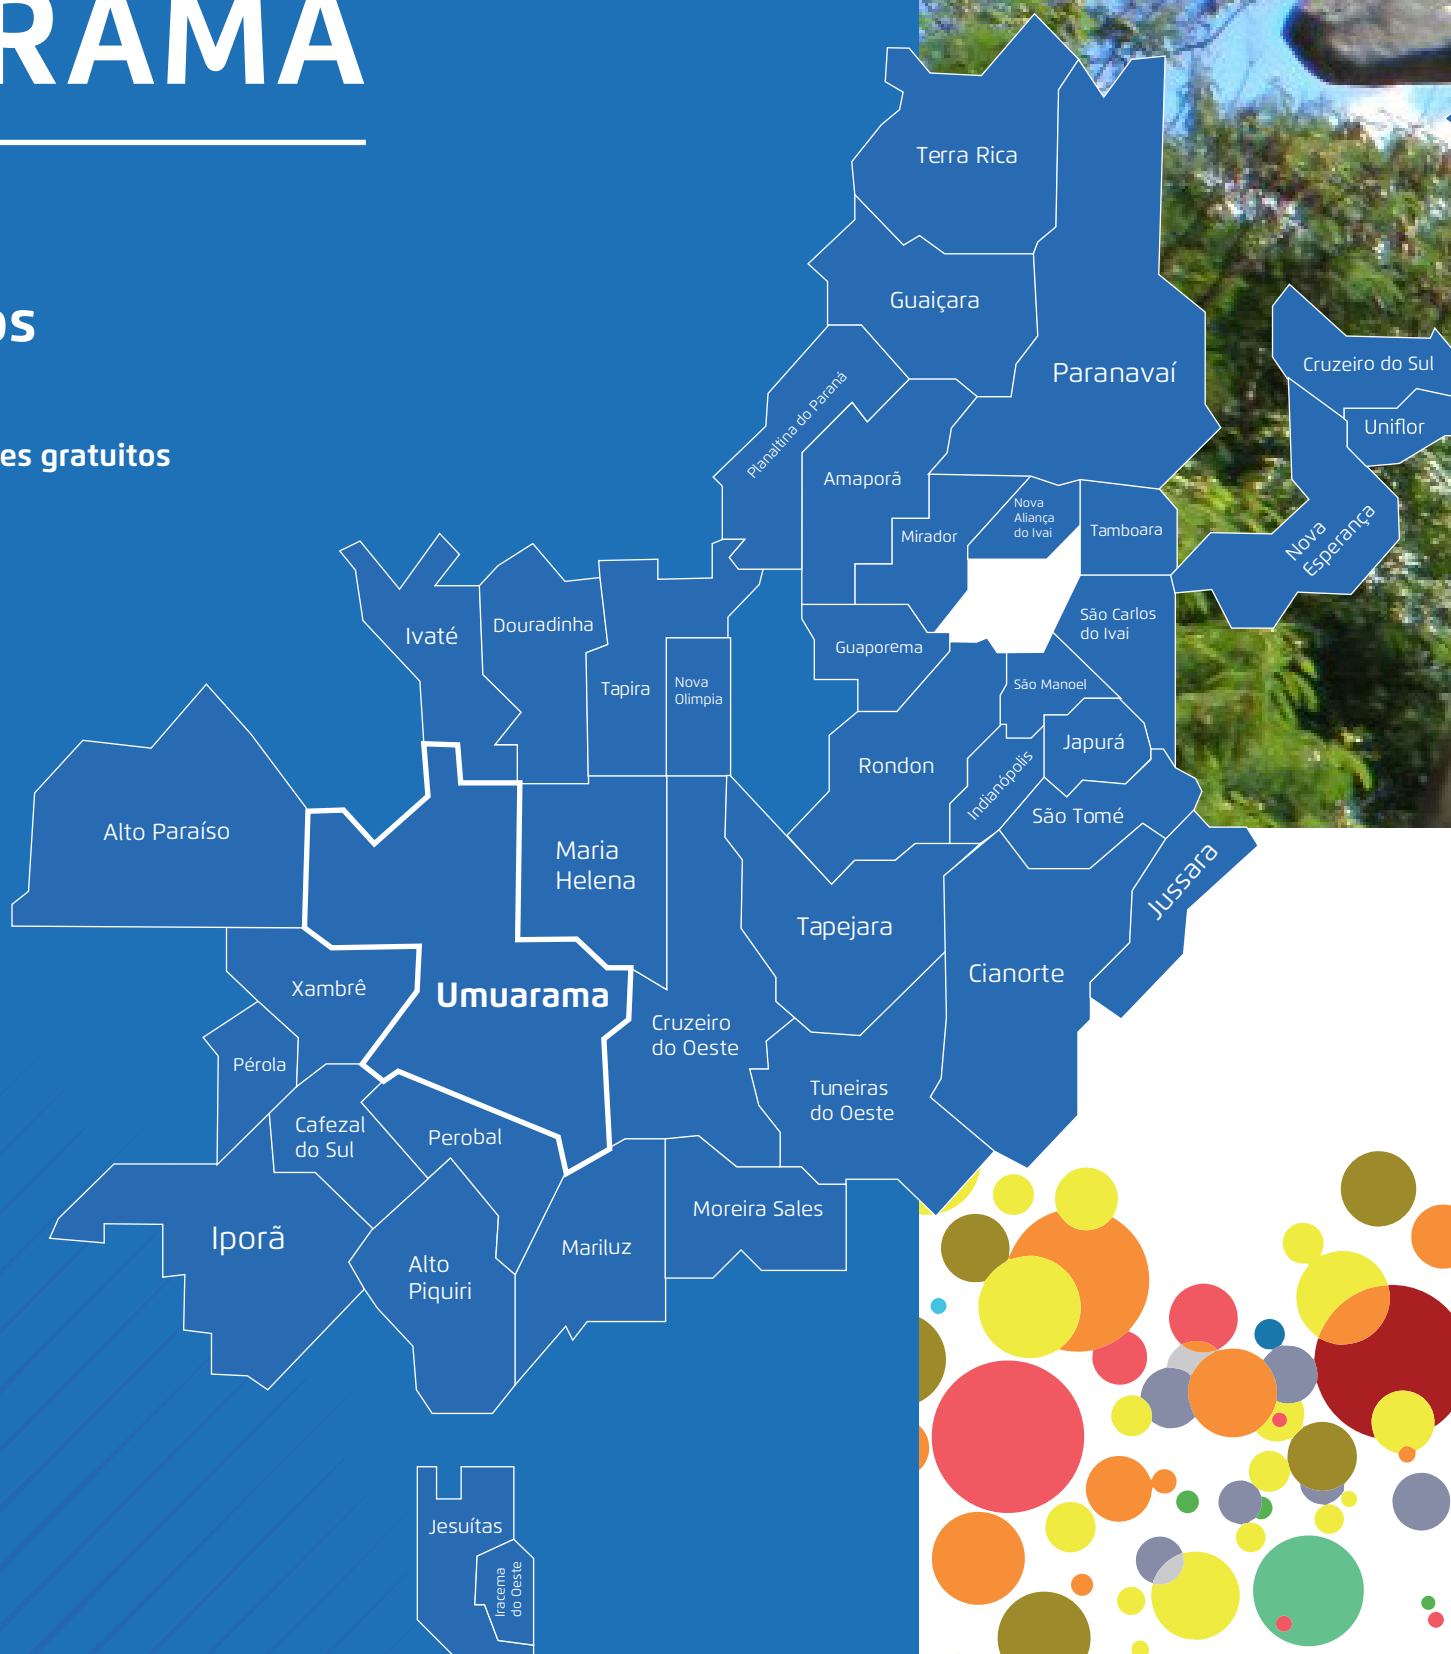 RAMA
os
es gratuitos
Terra Rica
Guaiçara
Paranavaí
Cruzeiro do Sul
Uniflor
Planaltina do Paraná
Amaporã
Mirador
Nova
Aliança
do Ivai
Tamboara
Nova
Esperança
Ivaté
Douradinha
Tapira
Nova
Olimpia
Guaporema
São Carlos
do Ivai
São Manoel
Japurá
Rondon
Indianópolis
São Tomé
Jussara
Alto Paraíso
Maria
Helena
Tapejara
Cianorte
Xambrê
Umuarama
Cruzeiro
do Oeste
Pérola
Tuneiras
do Oeste
Cafezal
do Sul
Perobal
Moreira Sales
Iporã
Mariluz
Alto
Piquiri
Jesuítas
Iracema
do Oeste